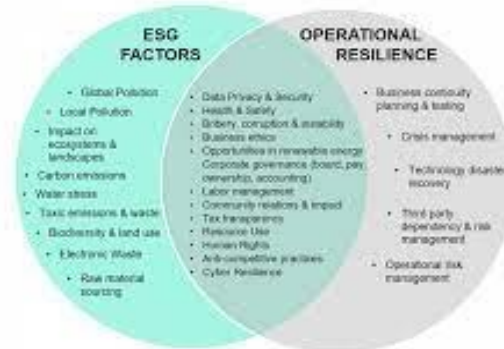 ESG
FACTORS
OPERATIONAL
RESILIENCE
• Global Pollution
• Local Pollution
• Impact on
ecosystems &
landscapes
• Carbon emissions
• Water stress
• Toxic emissions & waste
• Biodiversity & land use
• Electronic Waste
• Raw material
sourcing
• Data Privacy & Security
• Health & Safety
• Bribery, corruption & instability
• Business ethics
• Opportunities in renewable energy
Corporate governance (board, pay,
ownership, accounting)
• Labor management
• Community relations & impact
• Tax transparency
• Resource Use
• Human Rights
• Anti-competitive practices
• Cyber Resilience
• Business continuity
planning & testing
• Crisis management
• Technology disaster
recovery
• Third party
dependency & risk
management
• Operational risk
management